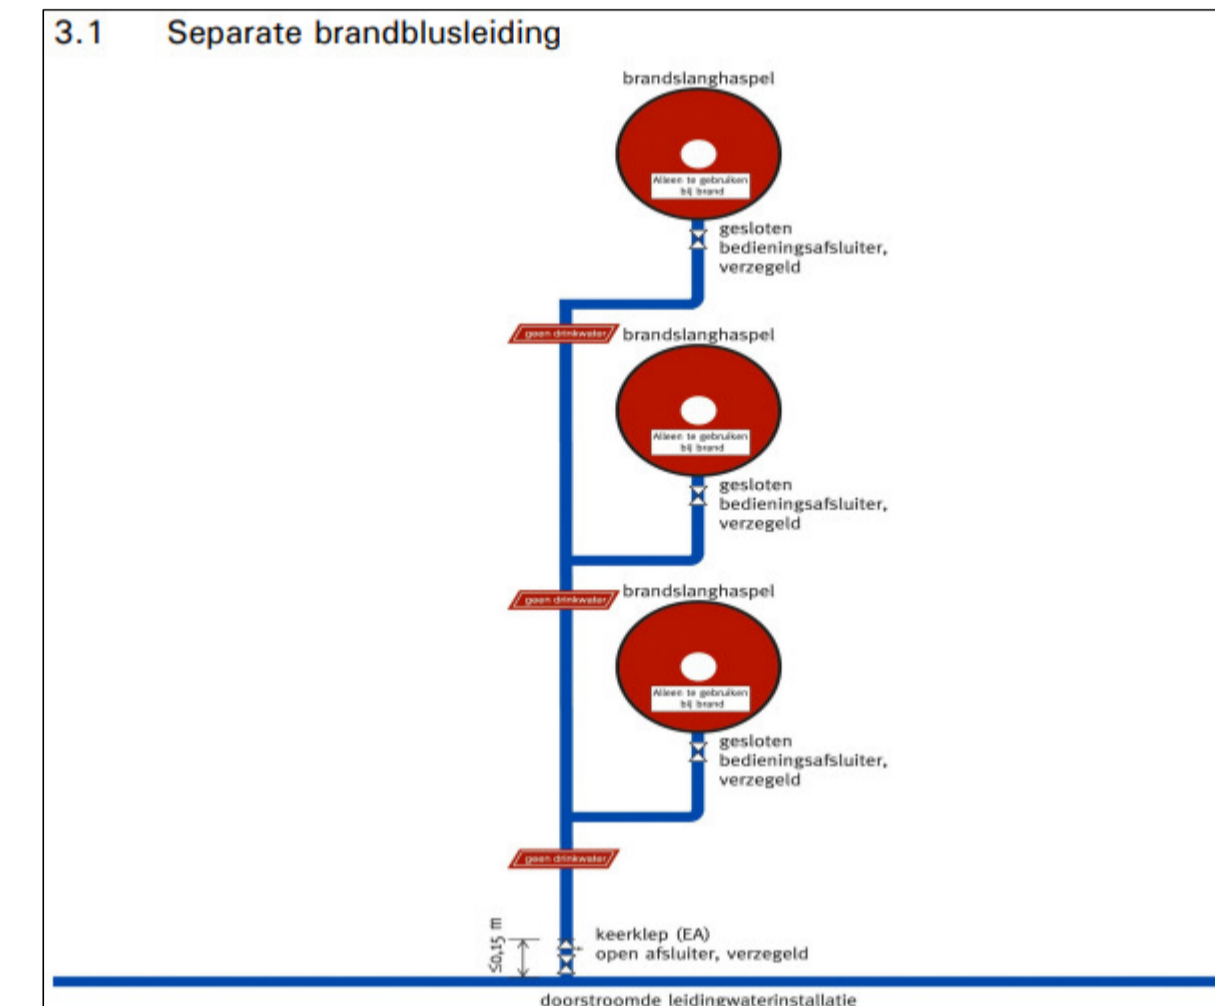 3.1 Separate brandblusleiding
brandslanghaspel
Alleen te gebruiken
bij brand
gesloten
bedieningsafsluiter,
verzegeld
geen drinkwater
brandslanghaspel
Alleen te gebruiken
bij brand
gesloten
bedieningsafsluiter,
verzegeld
geen drinkwater
brandslanghaspel
Alleen te gebruiken
bij brand
gesloten
bedieningsafsluiter,
verzegeld
geen drinkwater
≤0,15 m
keerklep (EA)
open afsluiter, verzegeld
doorstroomde leidingwaterinstallatie